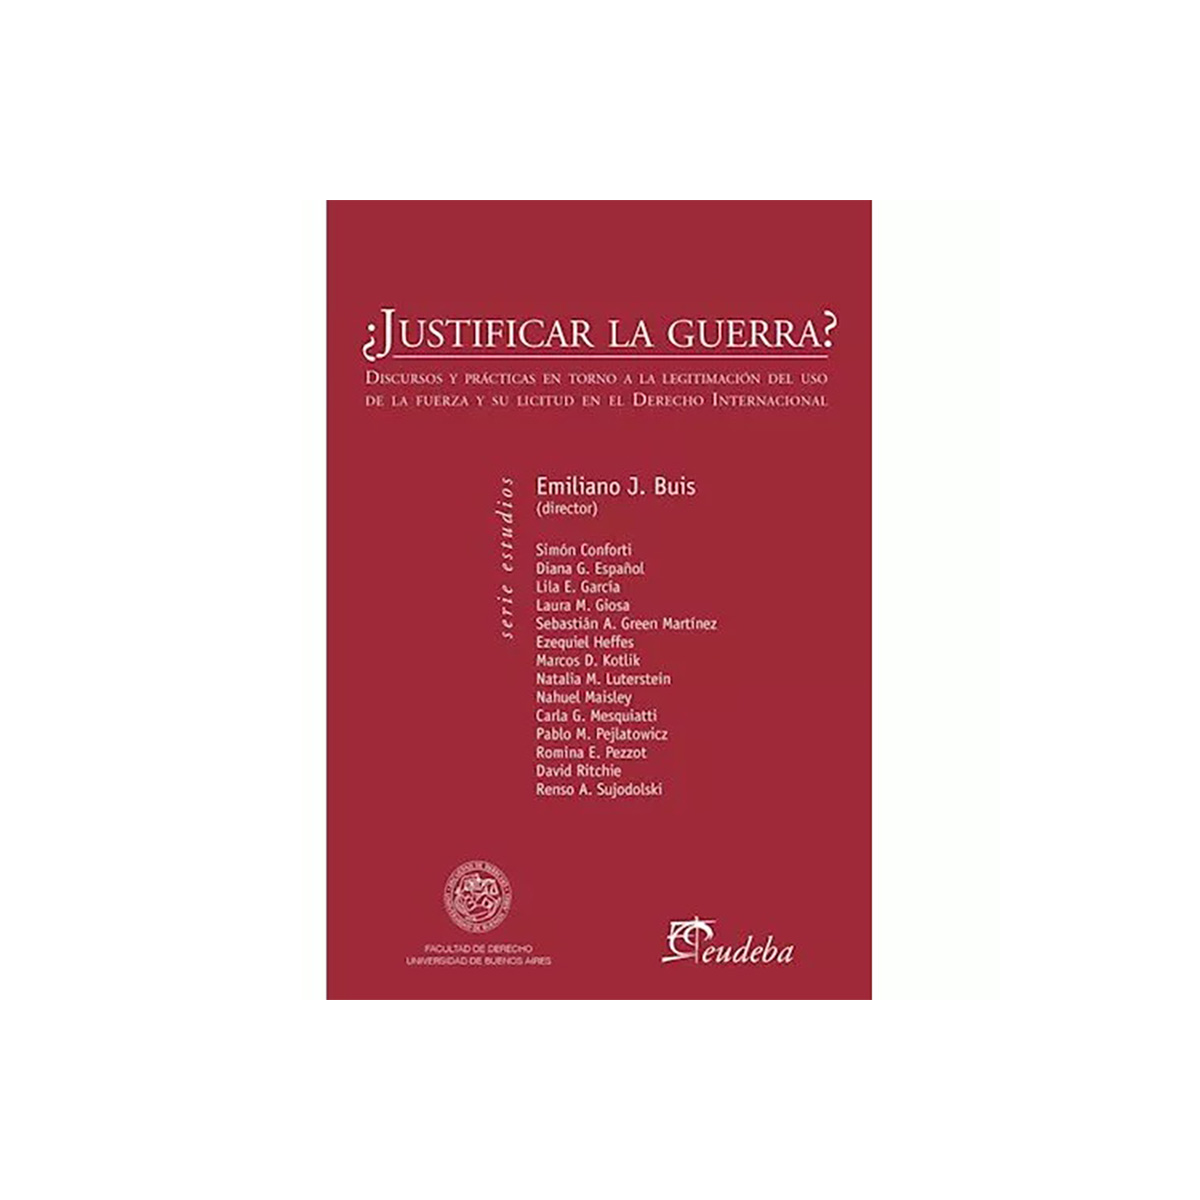 ¿Justificar la guerra?
Discursos y prácticas en torno a la legitimación del uso
de la fuerza y su licitud en el Derecho Internacional
serie estudios
Emiliano J. Buis
(director)
Simón Conforti
Diana G. Español
Lila E. García
Laura M. Giosa
Sebastián A. Green Martínez
Ezequiel Heffes
Marcos D. Kotlik
Natalia M. Luterstein
Nahuel Maisley
Carla G. Mesquiatti
Pablo M. Pejlatowicz
Romina E. Pezzot
David Ritchie
Renso A. Sujodolski
FACULTAD DE DERECHO
UNIVERSIDAD DE BUENOS AIRES
eudeba